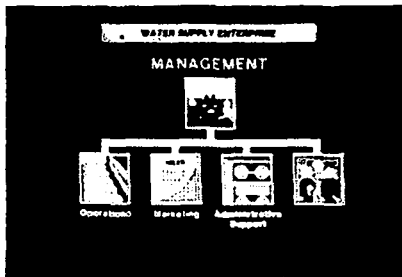 WATER SUPPLY ENTERPRISE
MANAGEMENT
Operations Marketing Administrative
Support